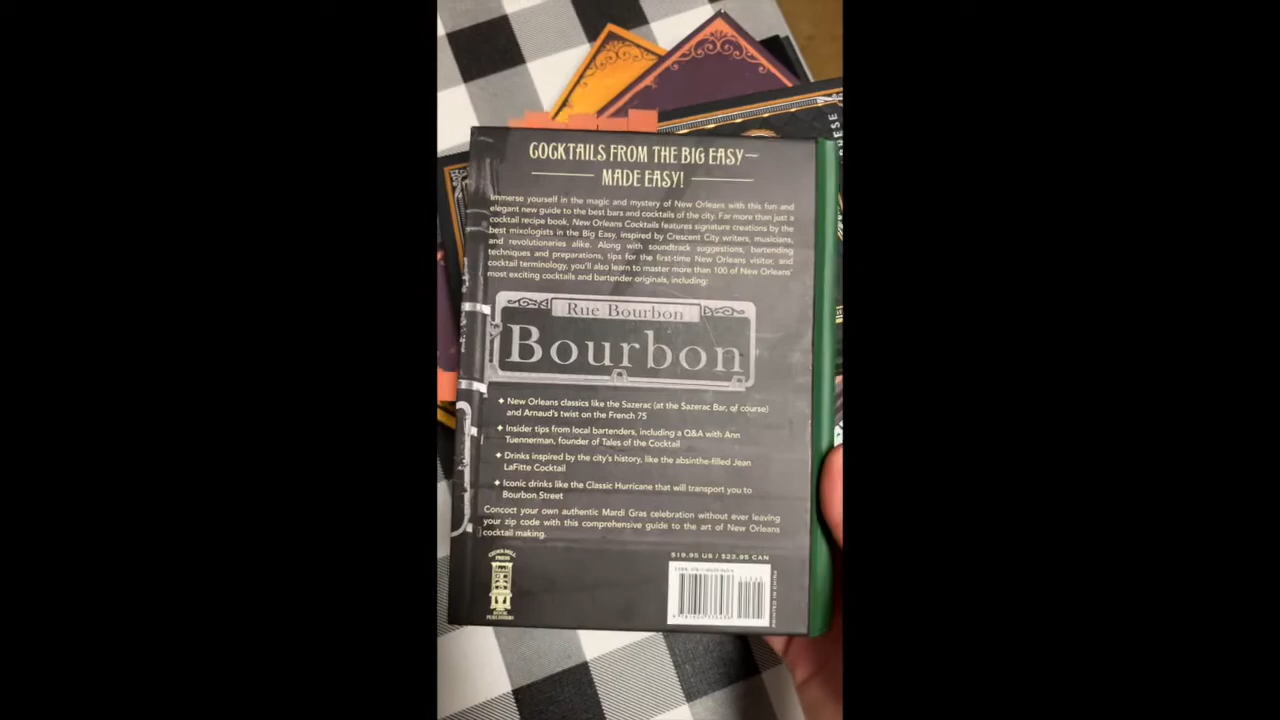 COCKTAILS FROM THE BIG EASY—
MADE EASY!
Immerse yourself in the magic and mystery of New Orleans with this fun and
elegant new guide to the best bars and cocktails of the city. Far more than just a
cocktail recipe book, New Orleans Cocktails features signature creations by the
best mixologists in the Big Easy, inspired by Crescent City writers, musicians,
and revolutionaries alike. Along with soundtrack suggestions, bartending
techniques and preparations, tips for the first-time New Orleans visitor, and
cocktail terminology, you'll also learn to master more than 100 of New Orleans'
most exciting cocktails and bartender originals, including:
Rue Bourbon
Bourbon
✦ New Orleans classics like the Sazerac (at the Sazerac Bar, of course)
and Arnaud's twist on the French 75
✦ Insider tips from local bartenders, including a Q&A with Ann
Tuennerman, founder of Tales of the Cocktail
✦ Drinks inspired by the city's history, like the absinthe-filled Jean
LaFitte Cocktail
✦ Iconic drinks like the Classic Hurricane that will transport you to
Bourbon Street
Concoct your own authentic Mardi Gras celebration without ever leaving
your zip code with this comprehensive guide to the art of New Orleans
cocktail making.
CIDER MILL
PRESS
BOOK
PUBLISHERS
$19.95 US / $23.95 CAN
PRINTED IN CHINA